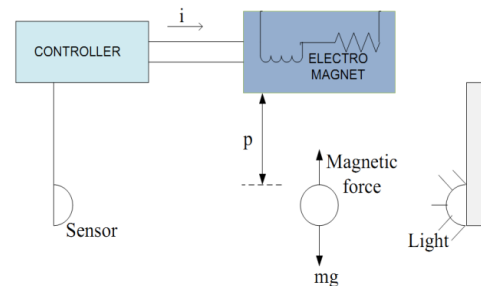 i
CONTROLLER
ELECTRO
MAGNET
p
Magnetic
force
Sensor
Light
mg